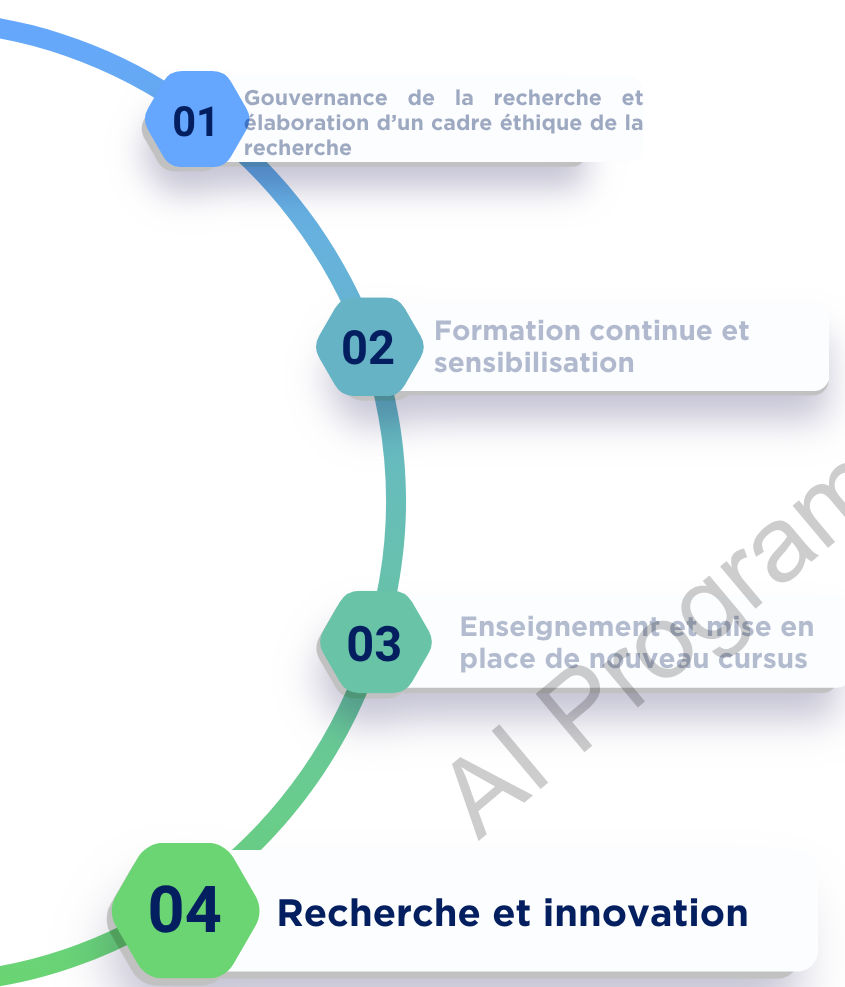 01
Gouvernance de la recherche et
élaboration d'un cadre éthique de la
recherche
02
Formation continue et
sensibilisation
03
Enseignement et mise en
place de nouveau cursus
AI Program
04
Recherche et innovation